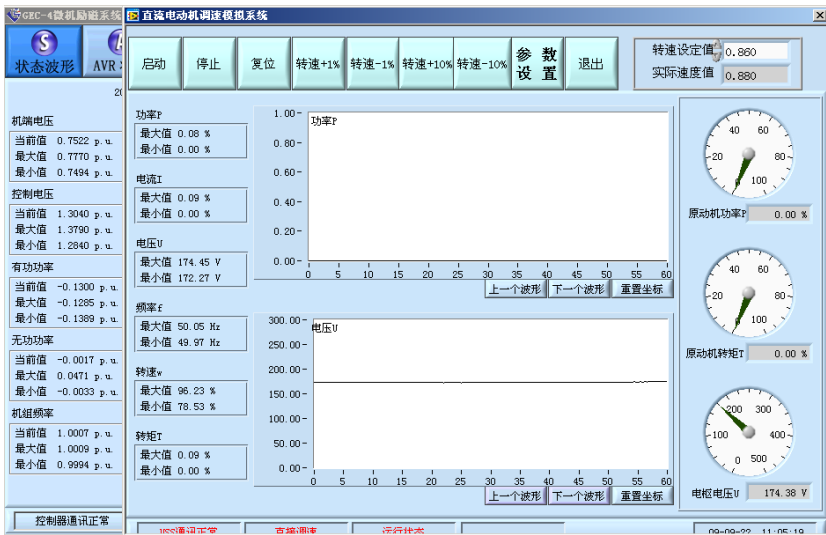 GEC-4微机励磁系统
直流电动机调速模拟系统
状态波形
AVR
启动
停止
复位
转速+1%
转速-1%
转速+10%
转速-10%
参 数
设 置
退出
转速设定值 0.860
实际速度值 0.880
20
机端电压
当前值 0.7522 p.u.
最大值 0.7770 p.u.
最小值 0.7494 p.u.
控制电压
当前值 1.3040 p.u.
最大值 1.3790 p.u.
最小值 1.2840 p.u.
有功功率
当前值 -0.1300 p.u.
最大值 -0.1285 p.u.
最小值 -0.1389 p.u.
无功功率
当前值 -0.0017 p.u.
最大值 0.0471 p.u.
最小值 -0.0033 p.u.
机组频率
当前值 1.0007 p.u.
最大值 1.0009 p.u.
最小值 0.9994 p.u.
控制器通讯正常
功率P
最大值 0.08 %
最小值 0.00 %
电流I
最大值 0.09 %
最小值 0.00 %
电压U
最大值 174.45 V
最小值 172.27 V
频率f
最大值 50.05 Hz
最小值 49.97 Hz
转速w
最大值 96.23 %
最小值 78.53 %
转矩T
最大值 0.09 %
最小值 0.00 %
功率P
1.00
0.80
0.60
0.40
0.20
0.00
0 5 10 15 20 25 30 35 40 45 50 55 60
上一个波形 下一个波形 重置坐标
电压U
300.00
250.00
200.00
150.00
100.00
50.00
0.00
0 5 10 15 20 25 30 35 40 45 50 55 60
上一个波形 下一个波形 重置坐标
40 60
20 80
0 100
原动机功率P 0.00 %
40 60
20 80
0 100
原动机转矩T 0.00 %
200 300
100 400
0 500
电枢电压U 174.38 V
VSS通讯正常
直接调速
运行状态
09-09-22 11:05:19